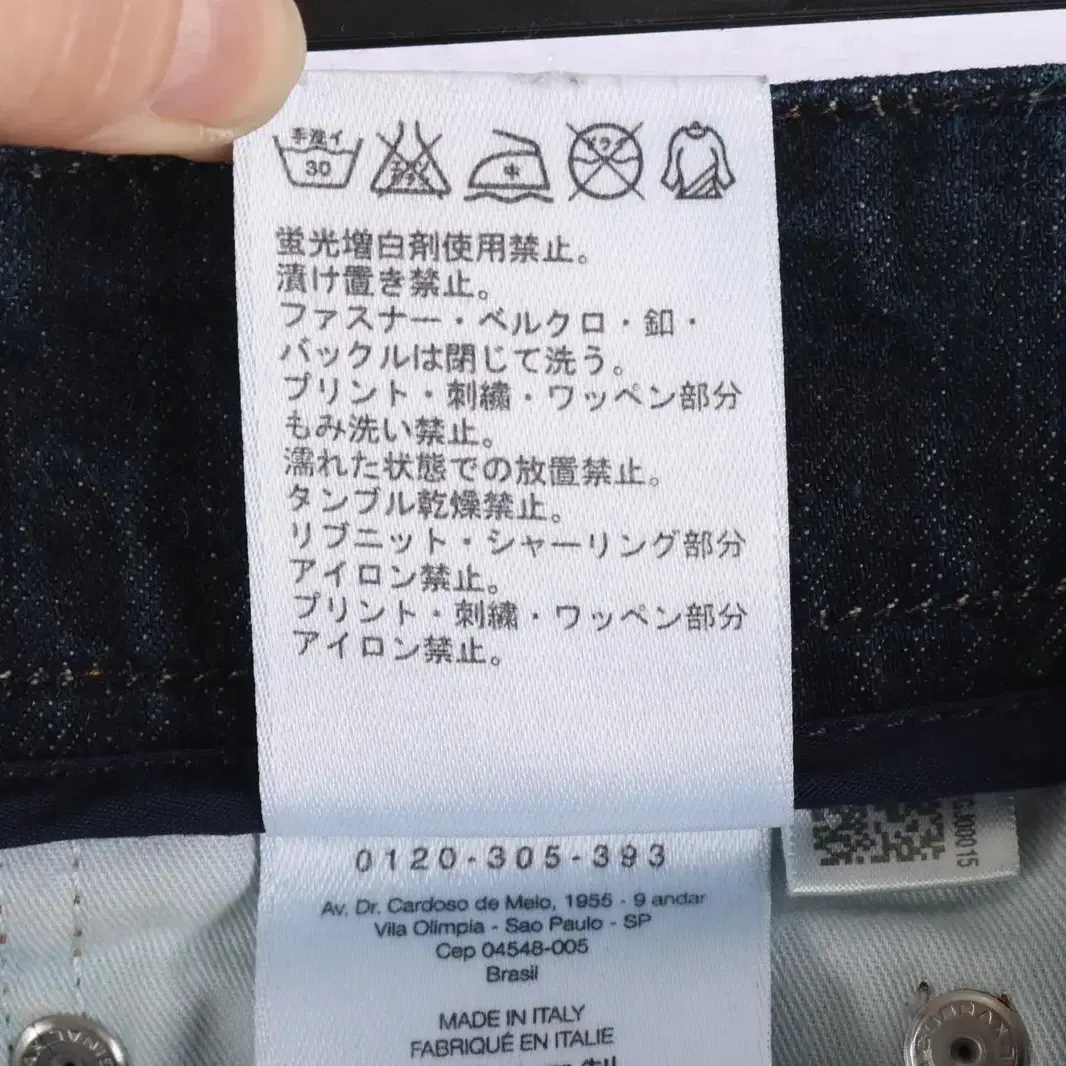 手洗イ
30
中
蛍光増白剤使用禁止。
漬け置き禁止。
ファスナー・ベルクロ・釦・
バックルは閉じて洗う。
プリント・刺繍・ワッペン部分
もみ洗い禁止。
濡れた状態での放置禁止。
タンブル乾燥禁止。
リブニット・シャーリング部分
アイロン禁止。
プリント・刺繍・ワッペン部分
アイロン禁止。
0120-305-393
Av. Dr. Cardoso de Melo, 1955 - 9 andar
Vila Olimpia - Sao Paulo - SP
Cep 04548-005
Brasil
MADE IN ITALY
FABRIQUÉ EN ITALIE